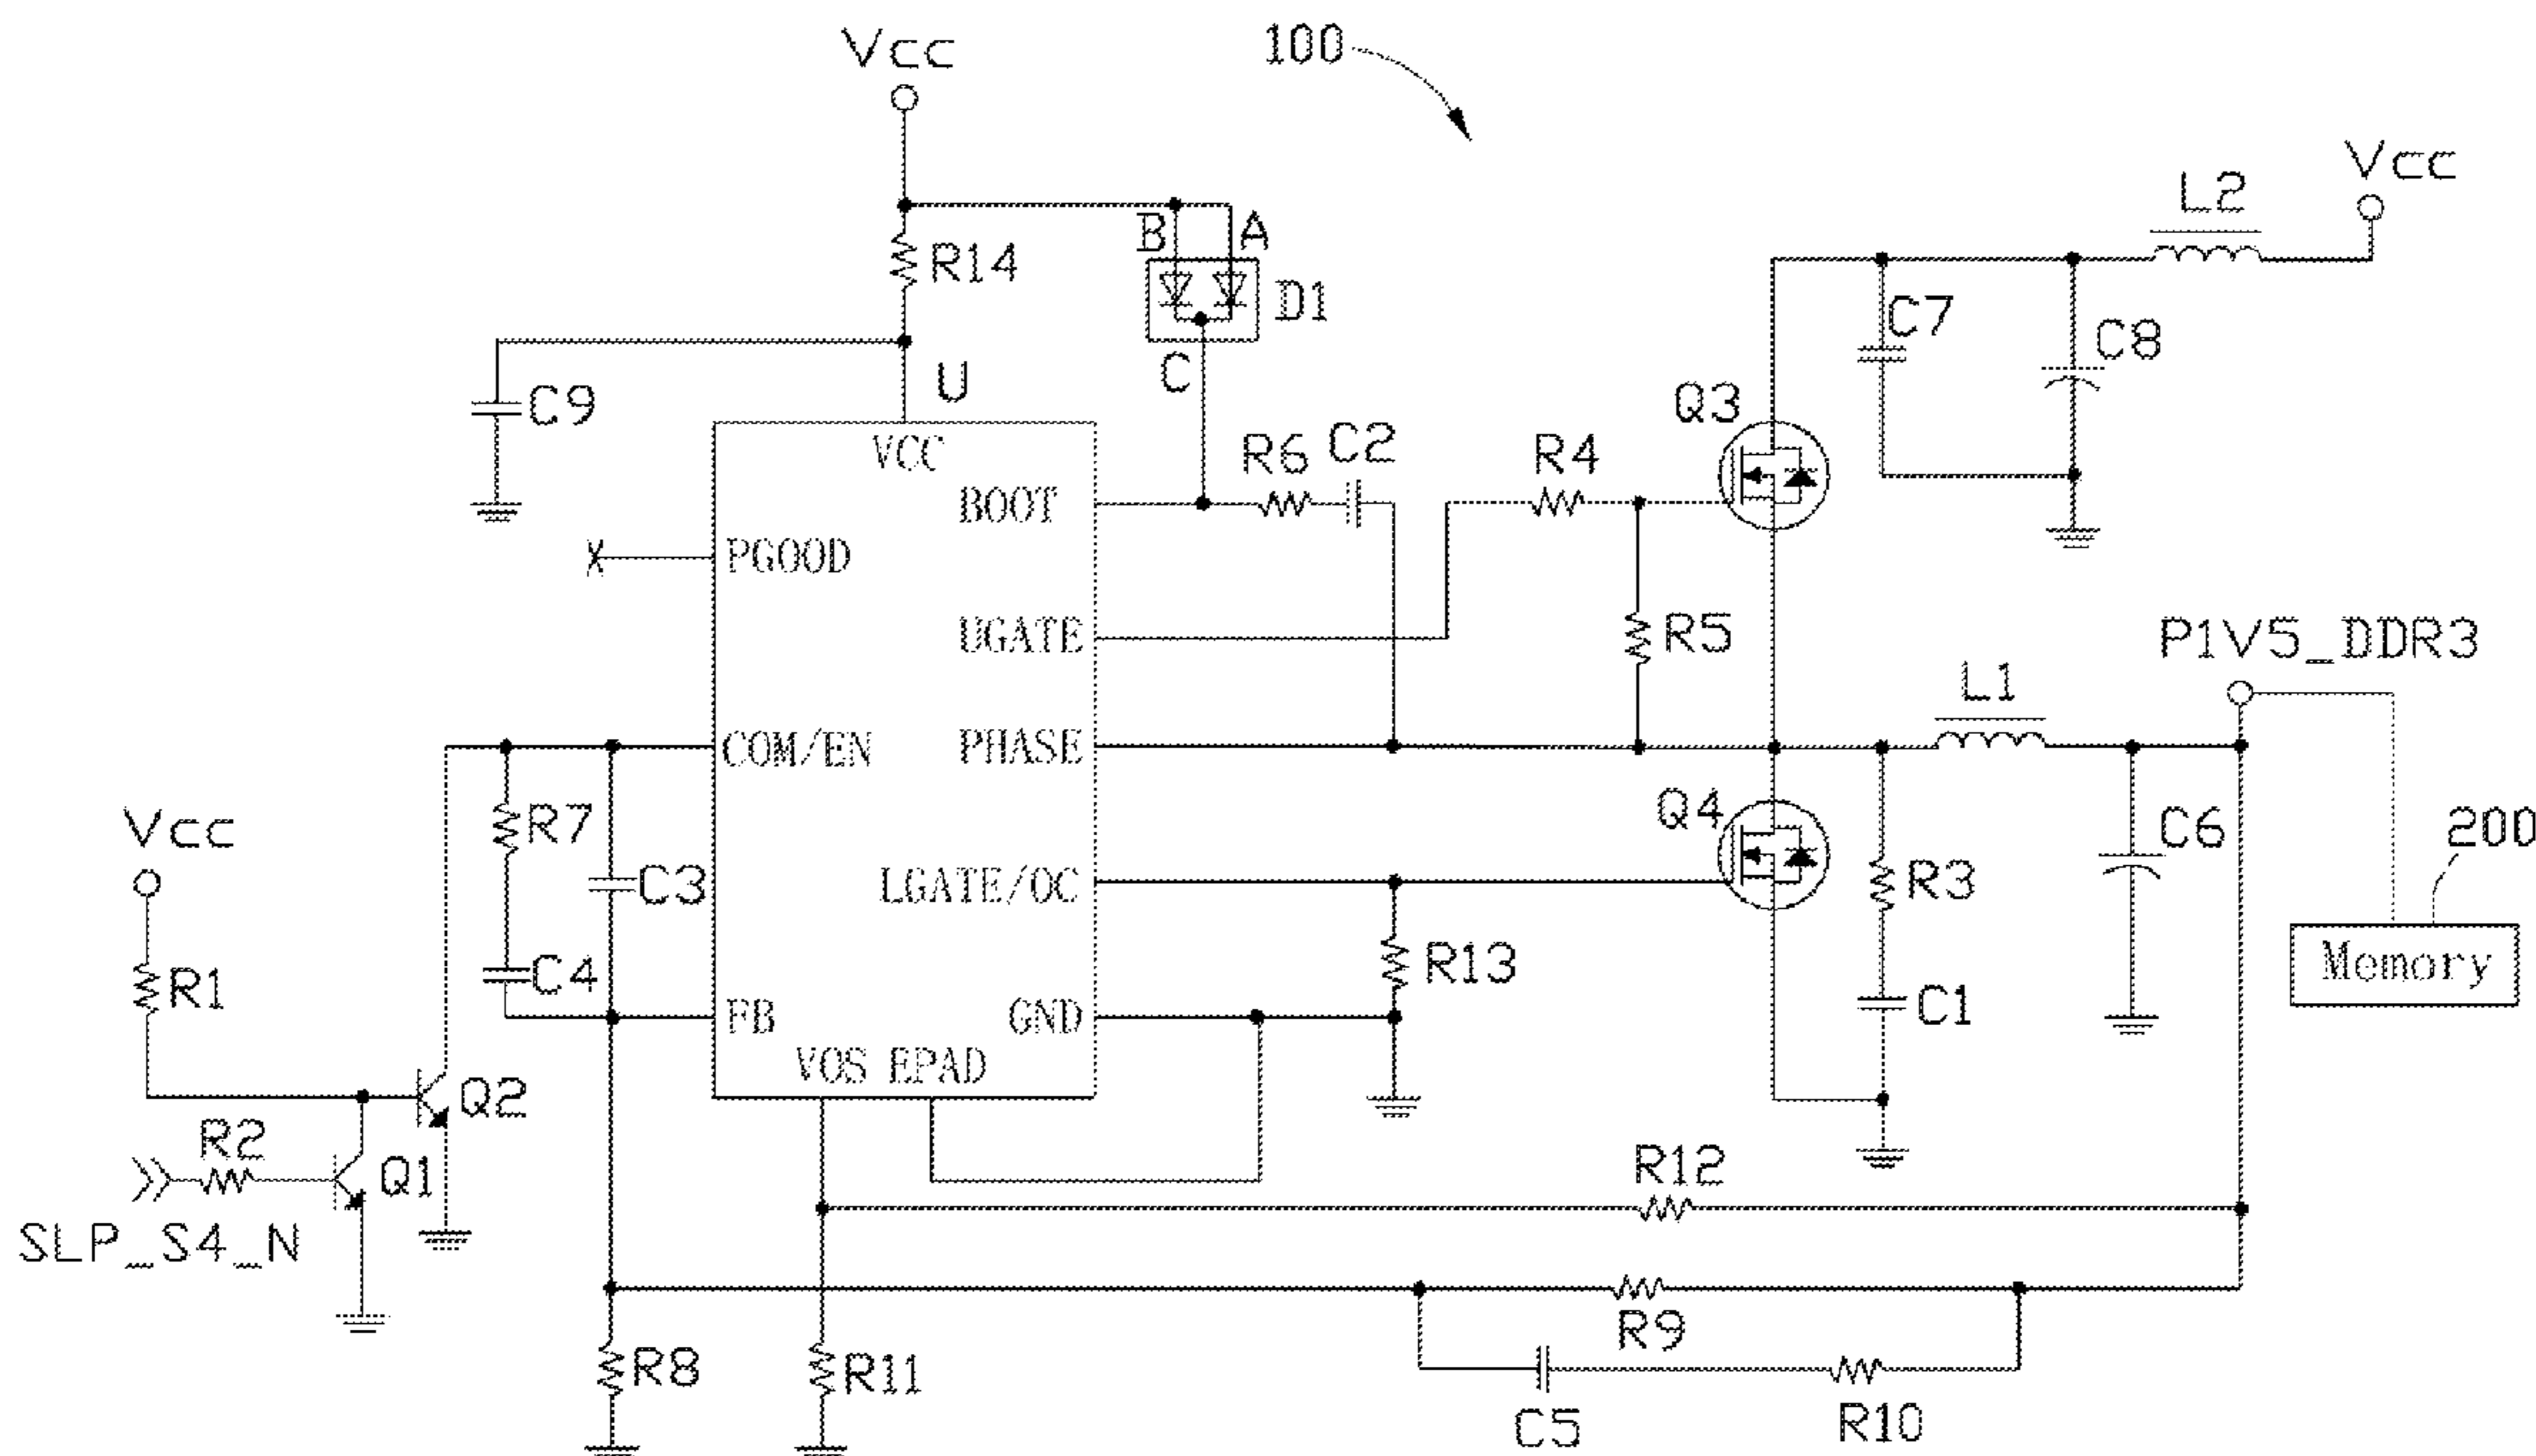 Vcc
100
Vcc
L2
B
A
R14
D1
C7
C8
C
U
C9
Q3
VCC
R6
C2
R4
BOOT
PGOOD
UGATE
R5
P1V5_DDR3
L1
COM/EN
PHASE
Q4
Vcc
R7
C6
200
C3
LGATE/OC
R3
R13
Memory
C4
R1
C1
FB
GND
VOS EPAD
Q2
R2
Q1
R12
SLP_S4_N
R9
R8
R11
C5
R10